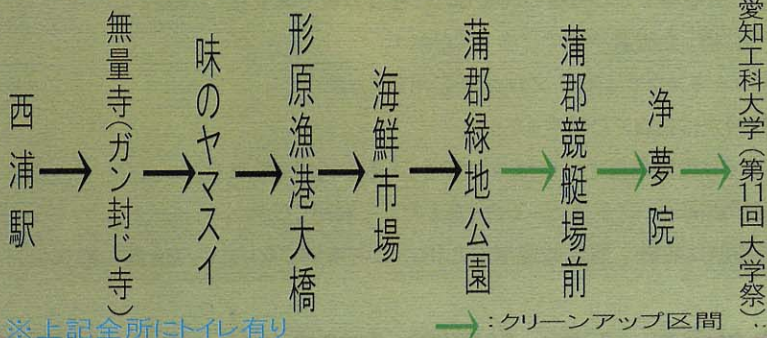 西浦駅
無量寺(ガン封じ寺)
味のヤマスイ
形原漁港大橋
海鮮市場
蒲郡緑地公園
蒲郡競艇場前
浄夢院
愛知工科大学(第11回 大学祭)
※上記全所にトイレ有り
→:クリーンアップ区間